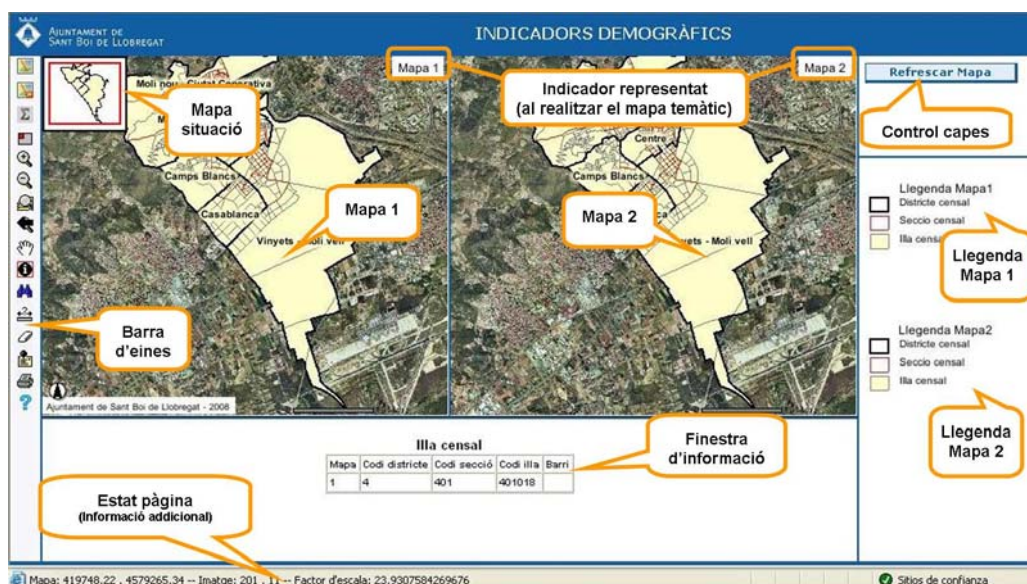 AJUNTAMENT DE
SANT BOI DE LLOBREGAT
INDICADORS DEMOGRÀFICS
Mapa 1
Mapa 2
Refrescar Mapa
Indicador representat
(al realitzar el mapa temàtic)
Mapa
situació
Control capes
Centre
Camps Blancs
Camps Blancs
Casablanca
Mapa 1
Mapa 2
Vinyets - Molí vell
Molí vell
Llegenda Mapa1
Districte censal
Seccio censal
Illa
Llegenda
Mapa 1
Barra
d'eines
Llegenda Mapa2
Districte censal
Seccio censal
Illa censal
Llegenda
Mapa 2
Ajuntament de Sant Boi de Llobregat - 2008
Illa censal
Mapa Codi districte Codi secció Codi illa Barri
1 4 401 401018
Finestra
d'informació
Estat pàgina
(Informació addicional)
Mapa: 419748.22 , 4579265.34 -- Imatge: 201 , 11 -- Factor d'escala: 23.9307584269676
Sitios de confianza